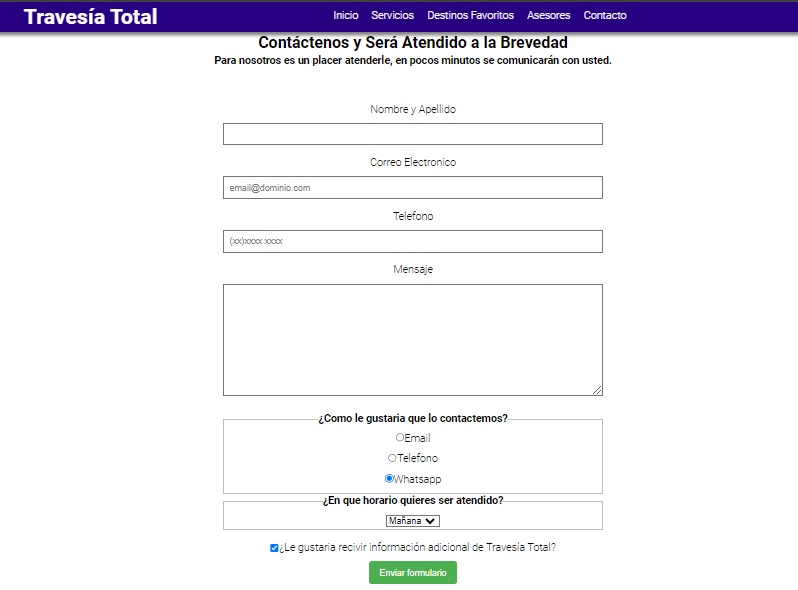 Travesía Total
Inicio Servicios Destinos Favoritos Asesores Contacto
Contáctenos y Será Atendido a la Brevedad
Para nosotros es un placer atenderle, en pocos minutos se comunicarán con usted.
Nombre y Apellido
Correo Electronico
email@dominio.com
Telefono
(xx)xxxx xxxx
Mensaje
¿Como le gustaria que lo contactemos?
Email
Telefono
Whatsapp
¿En que horario quieres ser atendido?
Mañana
¿Le gustaria recivir información adicional de Travesía Total?
Enviar formulario